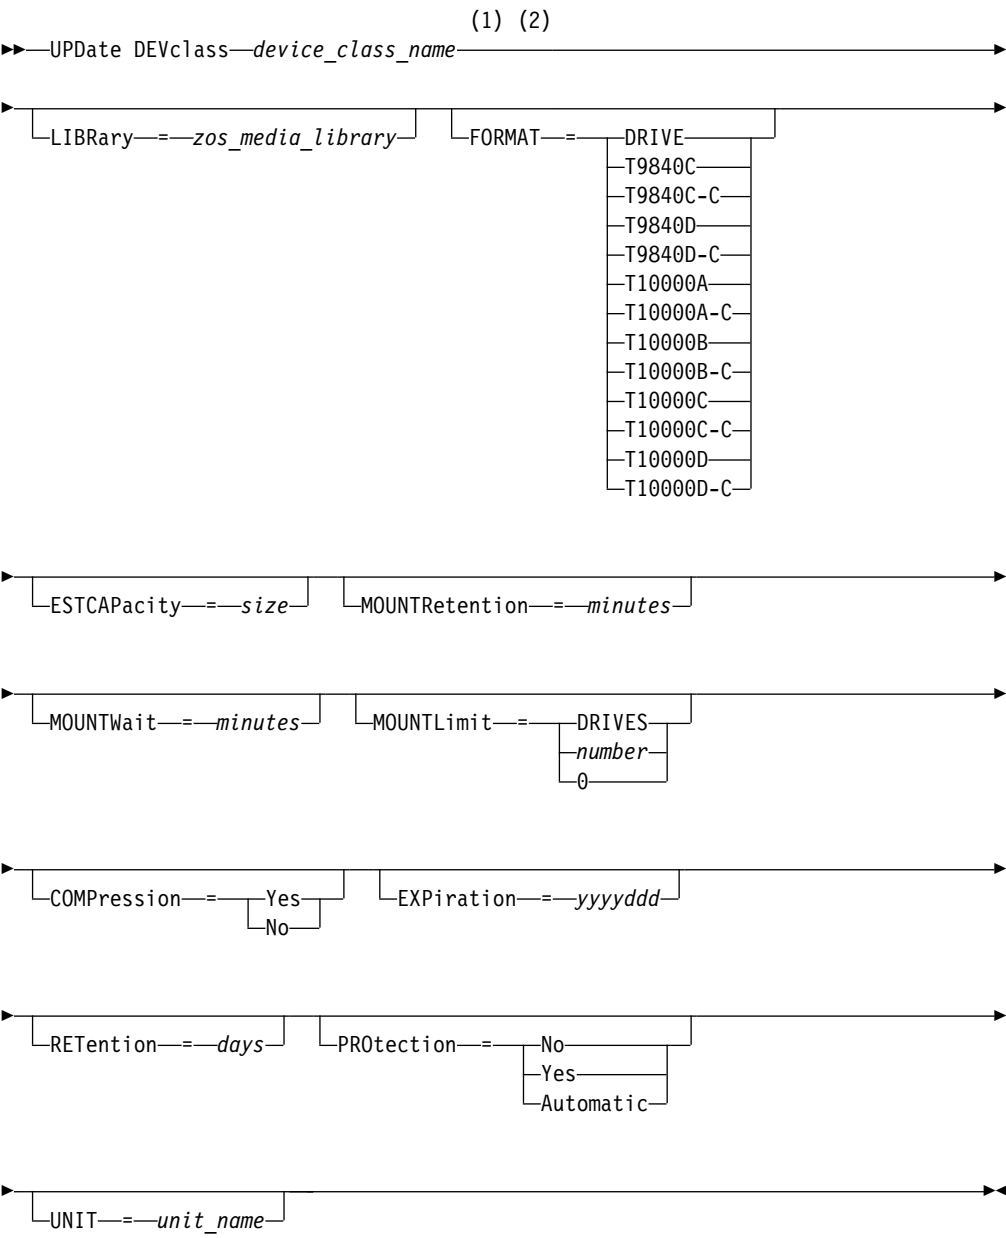 (1) (2)
UPDate DEVclass device_class_name
LIBRary = zos_media_library FORMAT = DRIVE
T9840C
T9840C-C
T9840D
T9840D-C
T10000A
T10000A-C
T10000B
T10000B-C
T10000C
T10000C-C
T10000D
T10000D-C
ESTCAPacity = size MOUNTRetention = minutes
MOUNTWait = minutes MOUNTLimit = DRIVES
number
0
COMPression = Yes EXPiration = yyyyddd
No
RETention = days PROtection = No
Yes
Automatic
UNIT = unit_name